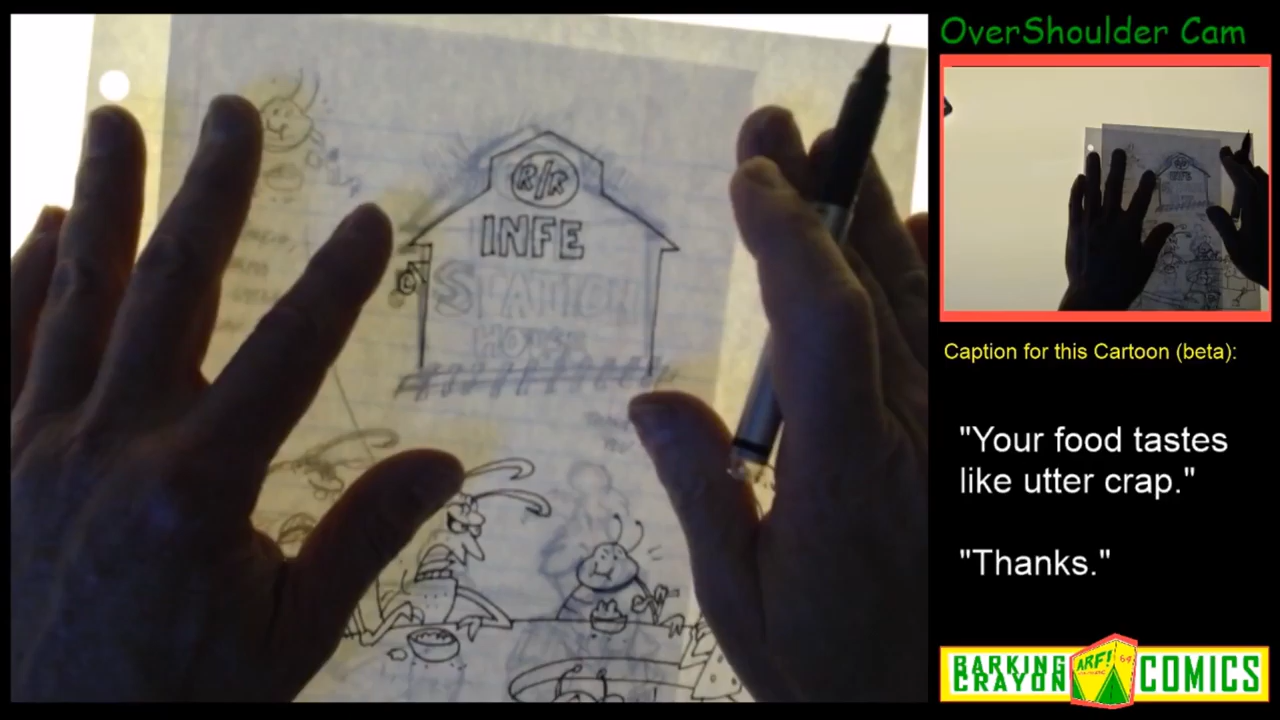 OverShoulder Cam
R/R
INFE
STATION
HOUSE
Caption for this Cartoon (beta):
"Your food tastes
like utter crap."
"Thanks."
BARKING
CRAYON
ARF!
64
COMICS